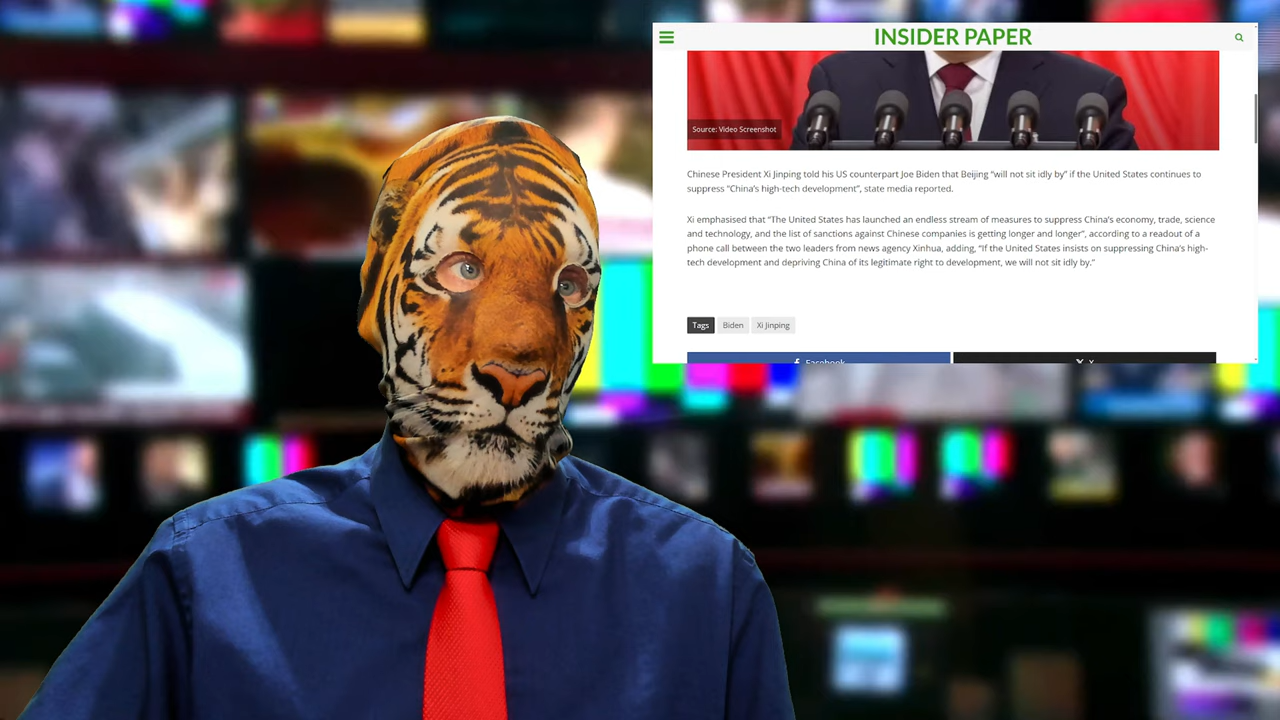 INSIDER PAPER
Source: Video Screenshot
Chinese President Xi Jinping told his US counterpart Joe Biden that Beijing “will not sit idly by” if the United States continues to
suppress “China’s high-tech development”, state media reported.
Xi emphasised that “The United States has launched an endless stream of measures to suppress China’s economy, trade, science
and technology, and the list of sanctions against Chinese companies is getting longer and longer”, according to a readout of a
phone call between the two leaders from news agency Xinhua, adding, “If the United States insists on suppressing China’s high-
tech development and depriving China of its legitimate right to development, we will not sit idly by.”
Tags Biden Xi Jinping
Facebook X